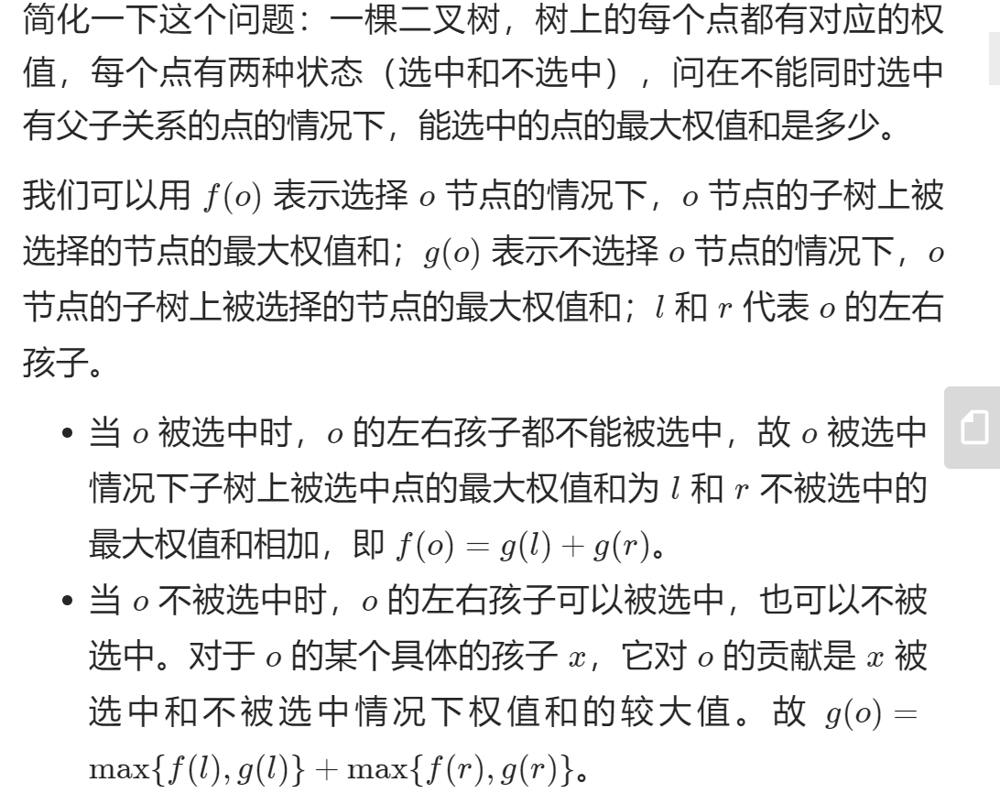 简化一下这个问题：一棵二叉树，树上的每个点都有对应的权
值，每个点有两种状态（选中和不选中），问在不能同时选中
有父子关系的点的情况下，能选中的点的最大权值和是多少。
我们可以用 f(o) 表示选择 o 节点的情况下，o 节点的子树上被
选择的节点的最大权值和；g(o) 表示不选择 o 节点的情况下，o
节点的子树上被选择的节点的最大权值和；l 和 r 代表 o 的左右
孩子。
• 当 o 被选中时，o 的左右孩子都不能被选中，故 o 被选中
情况下子树上被选中点的最大权值和为 l 和 r 不被选中的
最大权值和相加，即 f(o) = g(l) + g(r)。
• 当 o 不被选中时，o 的左右孩子可以被选中，也可以不被
选中。对于 o 的某个具体的孩子 x，它对 o 的贡献是 x 被
选中和不被选中情况下权值和的较大值。故 g(o) =
max{f(l), g(l)} + max{f(r), g(r)}。